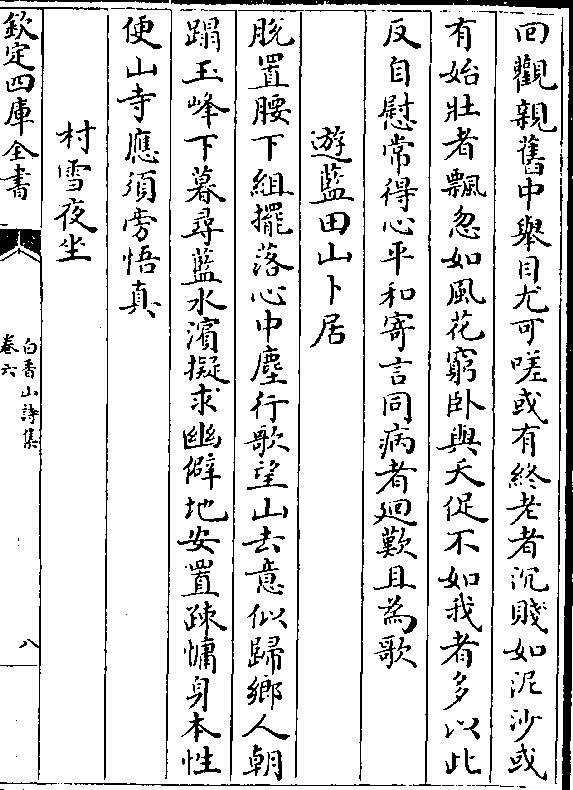 回觀親舊中舉目尤可嗟或有終老者沉賤如泥沙或
有始壯者飄忽如風花窮卧與夭促不如我者多以此
反自慰常得心平和寄言同病者廻歎且為歌
遊藍田山卜居
脫置腰下組擺落心中塵行歌望山去意似歸鄉人朝
蹋玉峰下暮尋藍水濱擬求幽僻地安置疎慵身本性
便山寺應須旁悟真
村雪夜坐
欽定四庫全書
白香山詩集
卷六
八